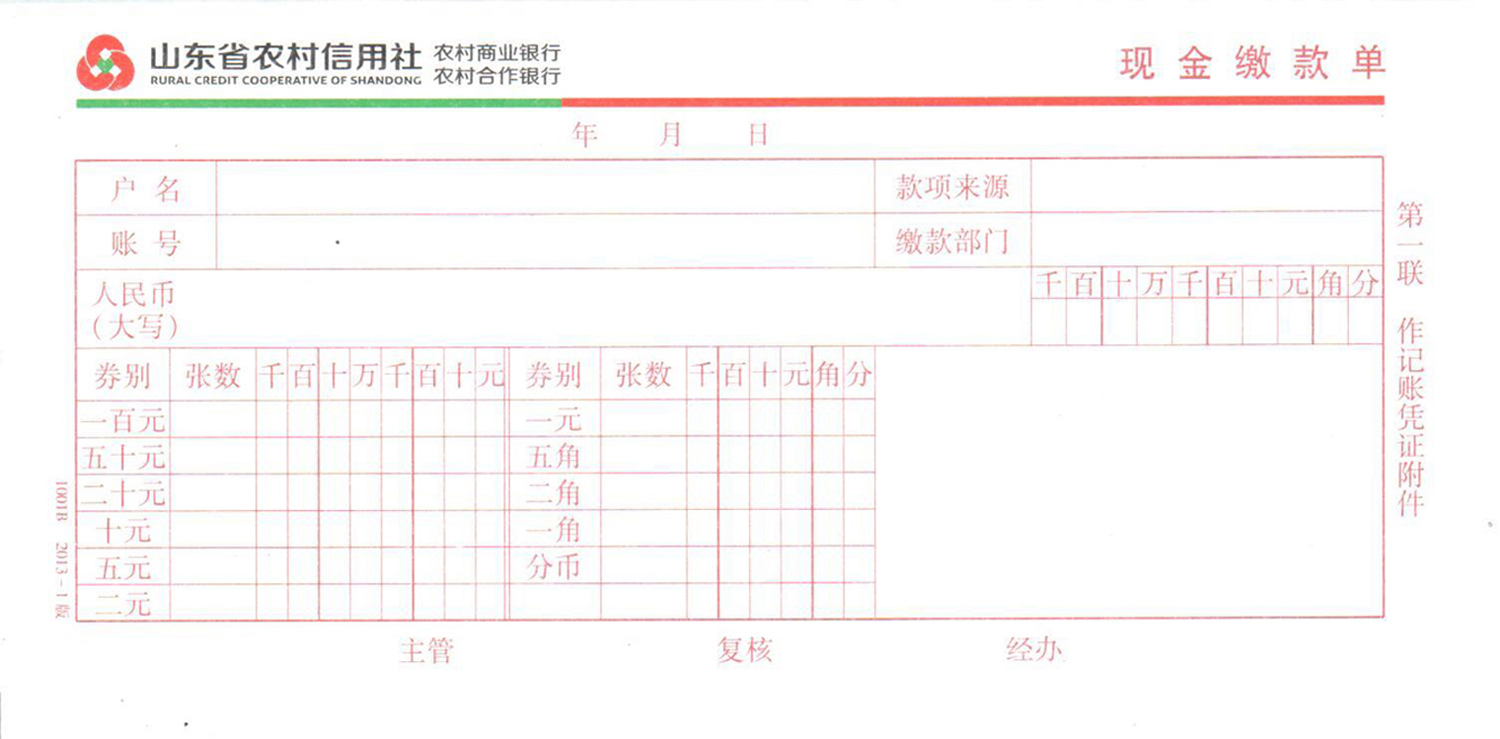 山东省农村信用社 农村商业银行
RURAL CREDIT COOPERATIVE OF SHANDONG 农村合作银行
现金缴款单
年 月 日
户名 款项来源
账号 缴款部门
人民币
(大写)
千 百 十 万 千 百 十 元 角 分
券别 张数 千 百 十 万 千 百 十 元 券别 张数 千 百 十 元 角 分
一百元 一元
五十元 五角
二十元 二角
十元 一角
五元 分币
二元
主管 复核 经办
第一联 作记账凭证附件
1001B 2013-1版